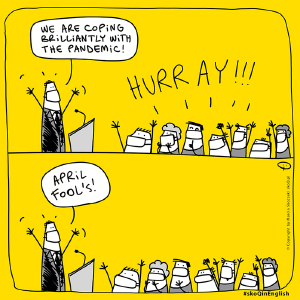 WE ARE COPING
BRILLIANTLY WITH
THE PANDEMIC!
HURRAY!!!
APRIL
FOOL'S!
#skoQinEnglish